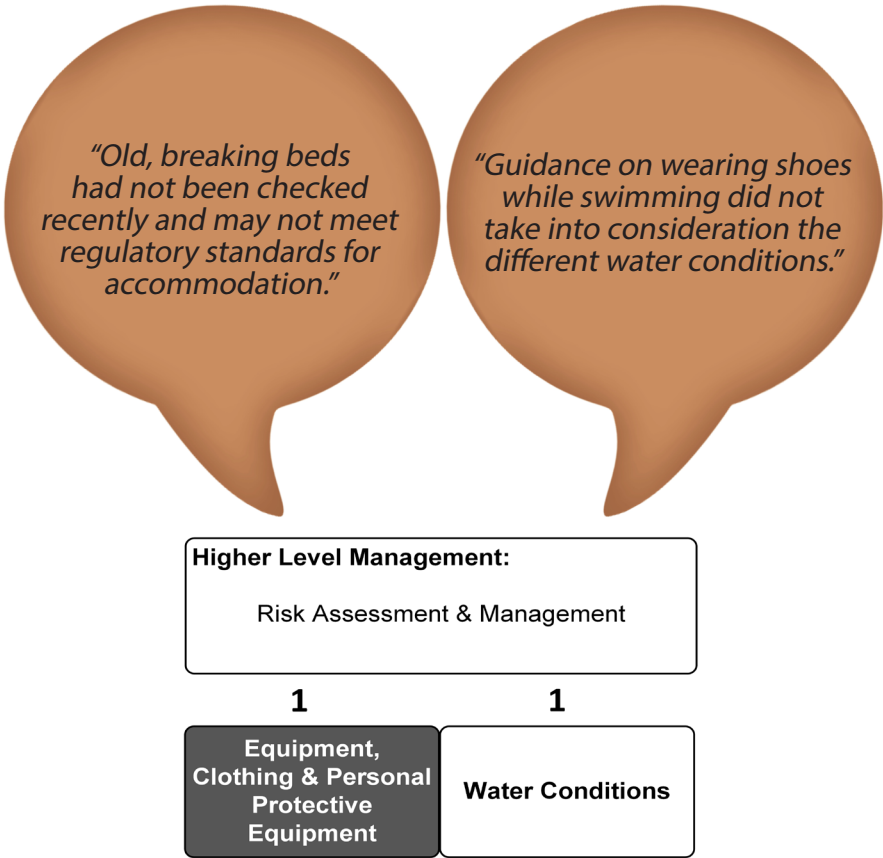 “Old, breaking beds
had not been checked
recently and may not meet
regulatory standards for
accommodation.”
“Guidance on wearing shoes
while swimming did not
take into consideration the
different water conditions.”
Higher Level Management:
Risk Assessment & Management
1
1
Equipment,
Clothing & Personal
Protective
Equipment
Water Conditions